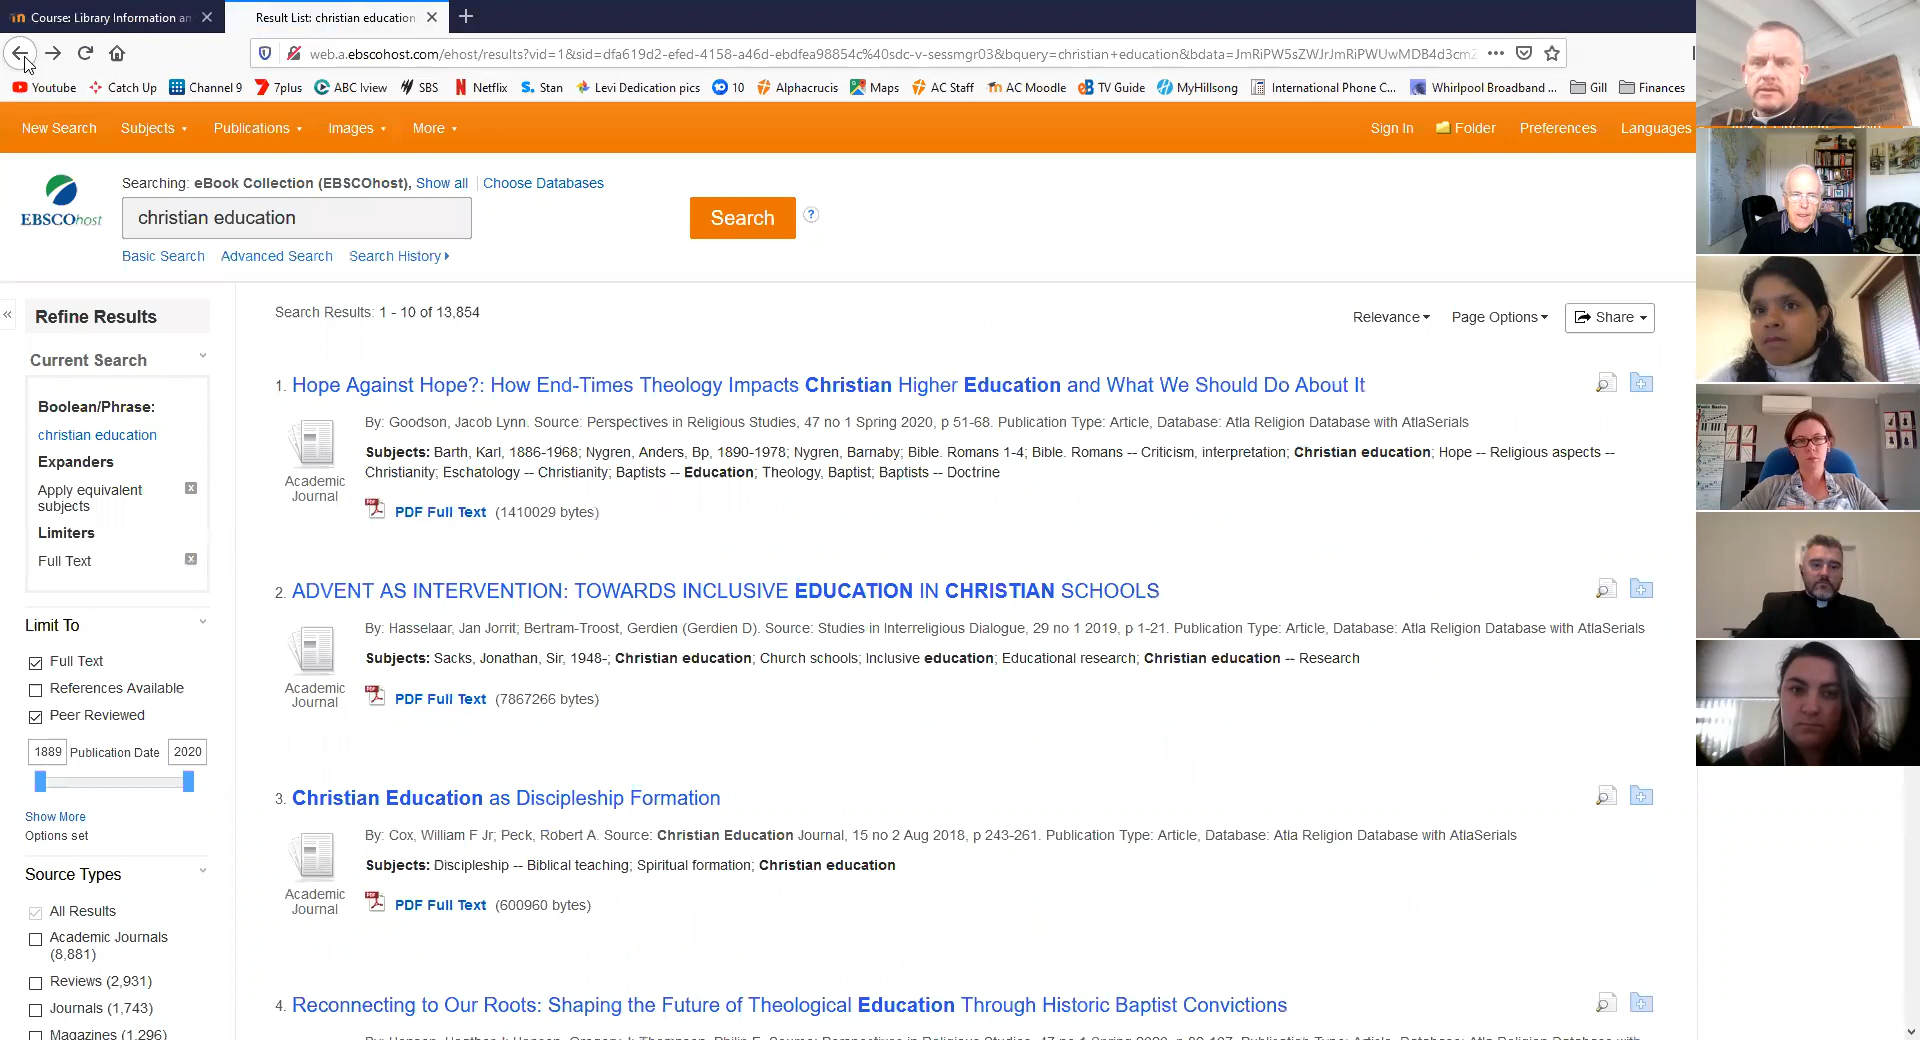 Course: Library Information an
Result List: christian education
web.a.ebscohost.com/ehost/results?vid=1&sid=dfa619d2-efed-4158-a46d-ebdfea98854c%40sdc-v-sessmgr03&bquery=christian+education&bdata=JmRiPW5sZWJrJmRiPWUwMDB4d3cmZ
Youtube Catch Up Channel 9 7plus ABC Iview SBS Netflix Stan Levi Dedication pics 10 Alphacrucis Maps AC Staff AC Moodle TV Guide MyHillsong International Phone C... Whirlpool Broadband ... Gill Finances
New Search Subjects Publications Images More Sign In Folder Preferences Languages
Searching: eBook Collection (EBSCOhost), Show all Choose Databases
EBSCOhost
christian education
Search
?
Basic Search Advanced Search Search History
Refine Results
Current Search
Boolean/Phrase:
christian education
Expanders
Apply equivalent
subjects
Limiters
Full Text
Limit To
Full Text
References Available
Peer Reviewed
1889 Publication Date 2020
Show More
Options set
Source Types
All Results
Academic Journals
(8,881)
Reviews (2,931)
Journals (1,743)
Magazines (1,296)
Search Results: 1 - 10 of 13,854
Relevance Page Options Share
1. Hope Against Hope?: How End-Times Theology Impacts Christian Higher Education and What We Should Do About It
By: Goodson, Jacob Lynn. Source: Perspectives in Religious Studies, 47 no 1 Spring 2020, p 51-68. Publication Type: Article, Database: Atla Religion Database with AtlaSerials
Subjects: Barth, Karl, 1886-1968; Nygren, Anders, Bp, 1890-1978; Nygren, Barnaby; Bible. Romans 1-4; Bible. Romans -- Criticism, interpretation; Christian education; Hope -- Religious aspects --
Christianity; Eschatology -- Christianity; Baptists -- Education; Theology, Baptist; Baptists -- Doctrine
Academic
Journal
PDF Full Text (1410029 bytes)
2. ADVENT AS INTERVENTION: TOWARDS INCLUSIVE EDUCATION IN CHRISTIAN SCHOOLS
By: Hasselaar, Jan Jorrit; Bertram-Troost, Gerdien (Gerdien D). Source: Studies in Interreligious Dialogue, 29 no 1 2019, p 1-21. Publication Type: Article, Database: Atla Religion Database with AtlaSerials
Subjects: Sacks, Jonathan, Sir, 1948-; Christian education; Church schools; Inclusive education; Educational research; Christian education -- Research
Academic
Journal
PDF Full Text (7867266 bytes)
3. Christian Education as Discipleship Formation
By: Cox, William F Jr; Peck, Robert A. Source: Christian Education Journal, 15 no 2 Aug 2018, p 243-261. Publication Type: Article, Database: Atla Religion Database with AtlaSerials
Subjects: Discipleship -- Biblical teaching; Spiritual formation; Christian education
Academic
Journal
PDF Full Text (600960 bytes)
4. Reconnecting to Our Roots: Shaping the Future of Theological Education Through Historic Baptist Convictions